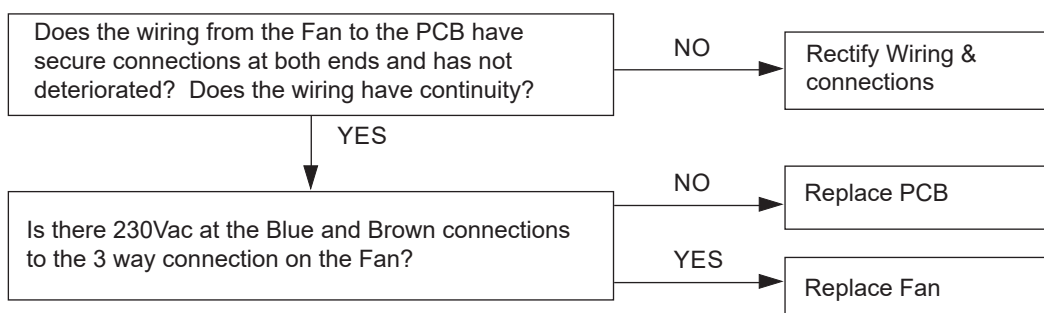 Does the wiring from the Fan to the PCB have
secure connections at both ends and has not
deteriorated?  Does the wiring have continuity?
NO
Rectify Wiring &
connections
YES
Is there 230Vac at the Blue and Brown connections
to the 3 way connection on the Fan?
NO
Replace PCB
YES
Replace Fan